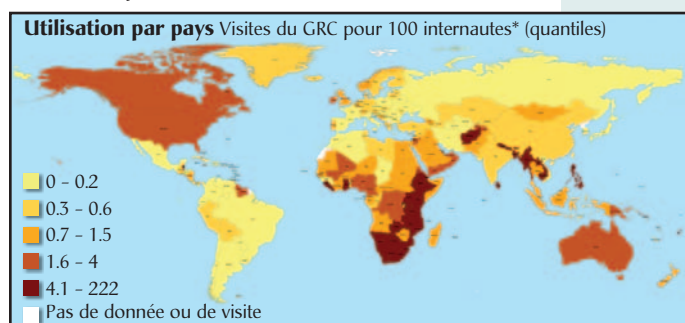 Utilisation par pays Visites du GRC pour 100 internautes* (quantiles)
0 – 0.2
0.3 – 0.6
0.7 – 1.5
1.6 – 4
4.1 – 222
Pas de donnée ou de visite